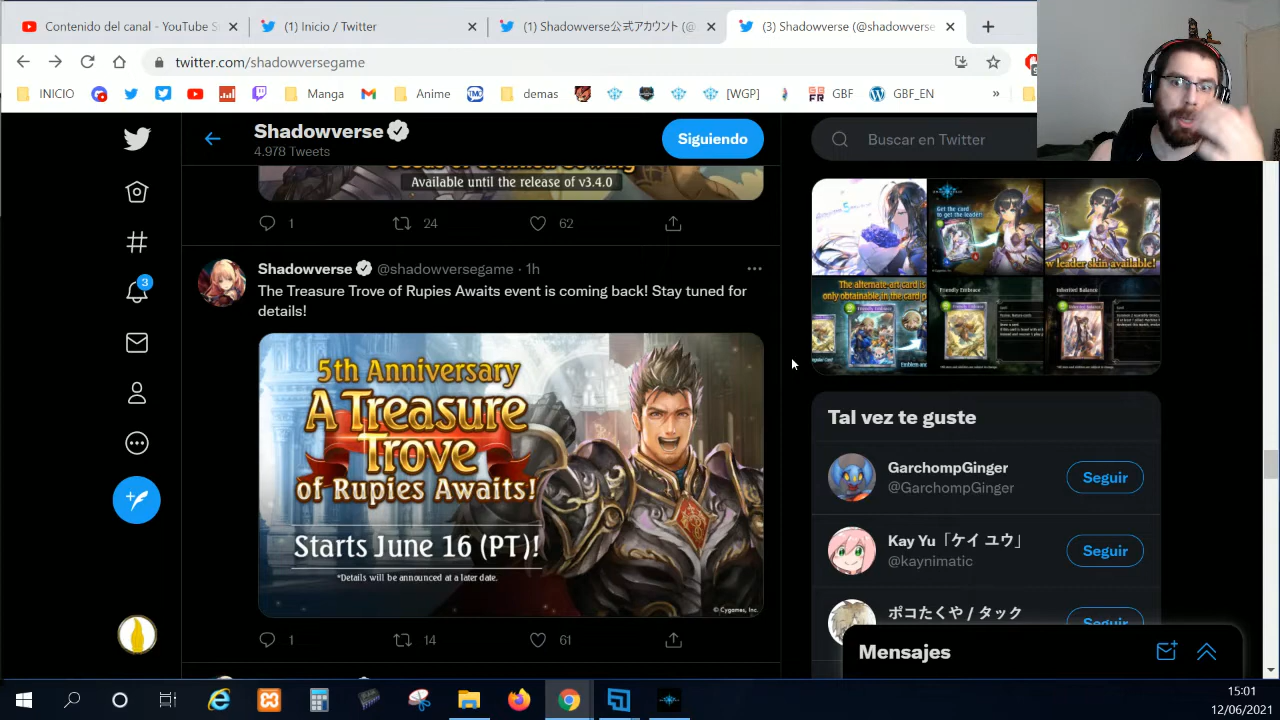 Contenido del canal - YouTube S
(1) Inicio / Twitter
(1) Shadowverse公式アカウント (@
(3) Shadowverse (@shadowverse
twitter.com/shadowversegame
INICIO
Manga
Anime
demas
[WGP]
GBF
GBF_EN
»
Shadowverse
4.978 Tweets
Siguiendo
Buscar en Twitter
Available until the release of v3.4.0
1
24
62
Shadowverse @shadowversegame · 1h
The Treasure Trove of Rupies Awaits event is coming back! Stay tuned for
details!
5th Anniversary
A Treasure
Trove
of Rupies Awaits!
Starts June 16 (PT)!
*Details will be announced at a later date.
© Cygames, Inc.
1
14
61
3
Get the card
to get the leader!
w leader skin available!
The alternate-art card is
only obtainable in the card p
Friendly Embrace
Inherited Balance
Tal vez te guste
GarchompGinger
@GarchompGinger
Seguir
Kay Yu「ケイ ユウ」
@kaynimatic
Seguir
ポコたくや / タック
Seguir
Mensajes
15:01
12/06/2021